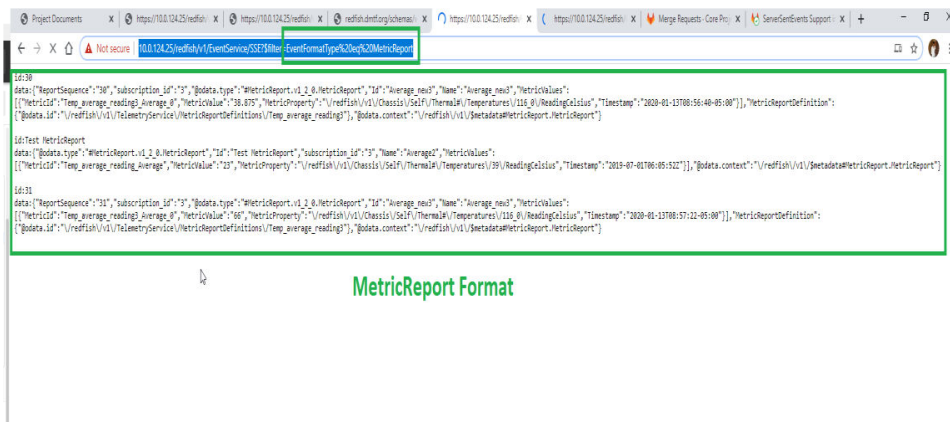 Project Documents
https://10.0.124.25/redfish/
https://10.0.124.25/redfish/
redfish.dmtf.org/schemas/
https://10.0.124.25/redfish/
https://10.0.124.25/redfish/
Merge Requests · Core Pro
ServerSentEvents Support
Not secure | 10.0.124.25/redfish/v1/EventService/SSE?$filter=EventFormatType%20eq%20MetricReport
id:30
data:{"ReportSequence":"30","subscription_id":"3","@odata.type":"#MetricReport.v1_2_0.MetricReport","Id":"Average_new3","Name":"Average_new3","MetricValues":
[{"MetricId":"Temp_average_reading3_Average_0","MetricValue":"38.875","MetricProperty":"\/redfish\/v1\/Chassis\/Self\/Thermal#\/Temperatures\/116_0\/ReadingCelsius","Timestamp":"2020-01-13T08:56:40-05:00"}],"MetricReportDefinition":
{"@odata.id":"\/redfish\/v1\/TelemetryService\/MetricReportDefinitions\/Temp_average_reading3"},"@odata.context":"\/redfish\/v1\/$metadata#MetricReport.MetricReport"}
id:Test MetricReport
data:{"@odata.type":"#MetricReport.v1_2_0.MetricReport","Id":"Test MetricReport","subscription_id":"3","Name":"Average2","MetricValues":
[{"MetricId":"Temp_average_reading_Average","MetricValue":"23","MetricProperty":"\/redfish\/v1\/Chassis\/Self\/Thermal#\/Temperatures\/39\/ReadingCelsius","Timestamp":"2019-07-01T06:05:52Z"}],"@odata.context":"\/redfish\/v1\/$metadata#MetricReport.MetricReport"}
id:31
data:{"ReportSequence":"31","subscription_id":"3","@odata.type":"#MetricReport.v1_2_0.MetricReport","Id":"Average_new3","Name":"Average_new3","MetricValues":
[{"MetricId":"Temp_average_reading3_Average_0","MetricValue":"66","MetricProperty":"\/redfish\/v1\/Chassis\/Self\/Thermal#\/Temperatures\/116_0\/ReadingCelsius","Timestamp":"2020-01-13T08:57:22-05:00"}],"MetricReportDefinition":
{"@odata.id":"\/redfish\/v1\/TelemetryService\/MetricReportDefinitions\/Temp_average_reading3"},"@odata.context":"\/redfish\/v1\/$metadata#MetricReport.MetricReport"}
MetricReport Format